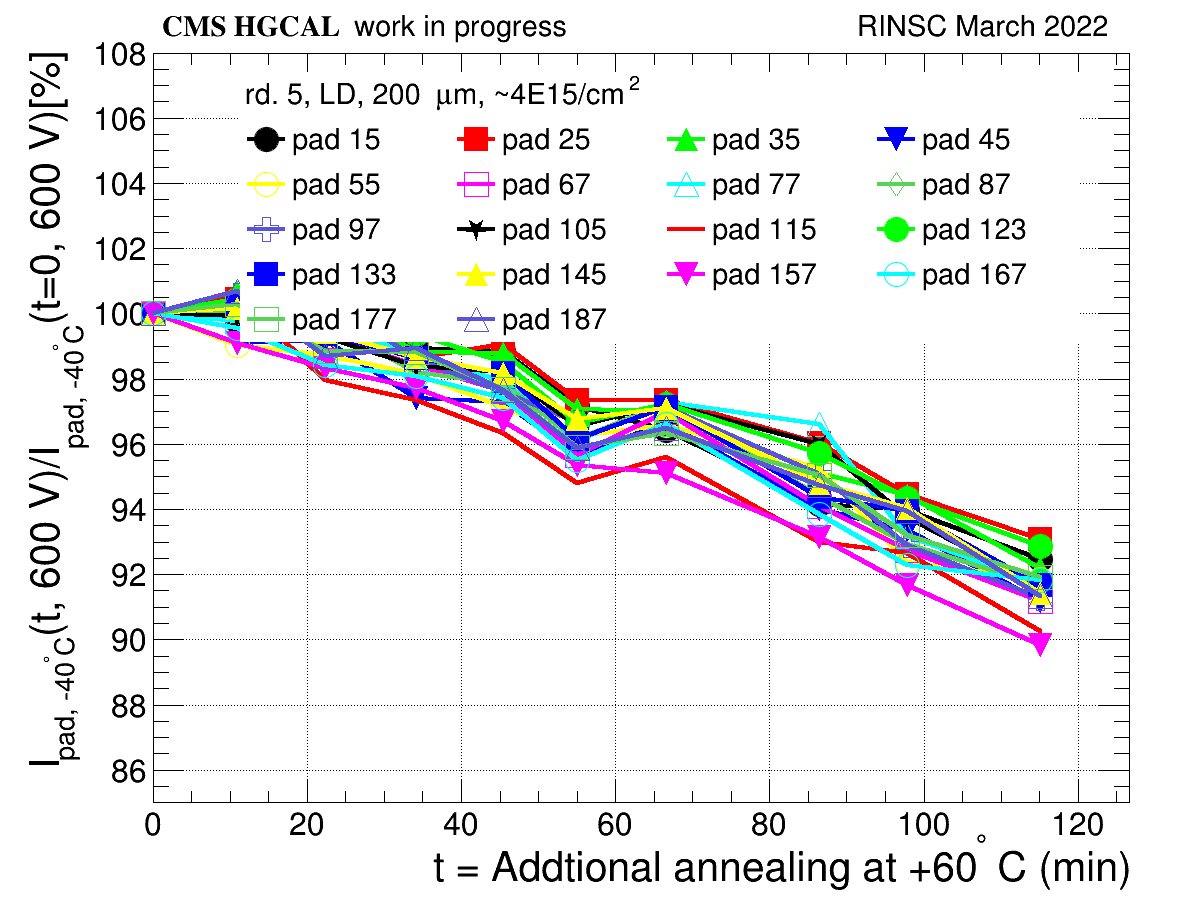 CMS HGCAL work in progress RINSC March 2022
I_pad, -40°C(t, 600 V)/I_pad, -40°C(t=0, 600 V)[%]
rd. 5, LD, 200 μm, ~4E15/cm²
pad 15 pad 25 pad 35 pad 45
pad 55 pad 67 pad 77 pad 87
pad 97 pad 105 pad 115 pad 123
pad 133 pad 145 pad 157 pad 167
pad 177 pad 187
108
106
104
102
100
98
96
94
92
90
88
86
0 20 40 60 80 100 120
t = Addtional annealing at +60° C (min)